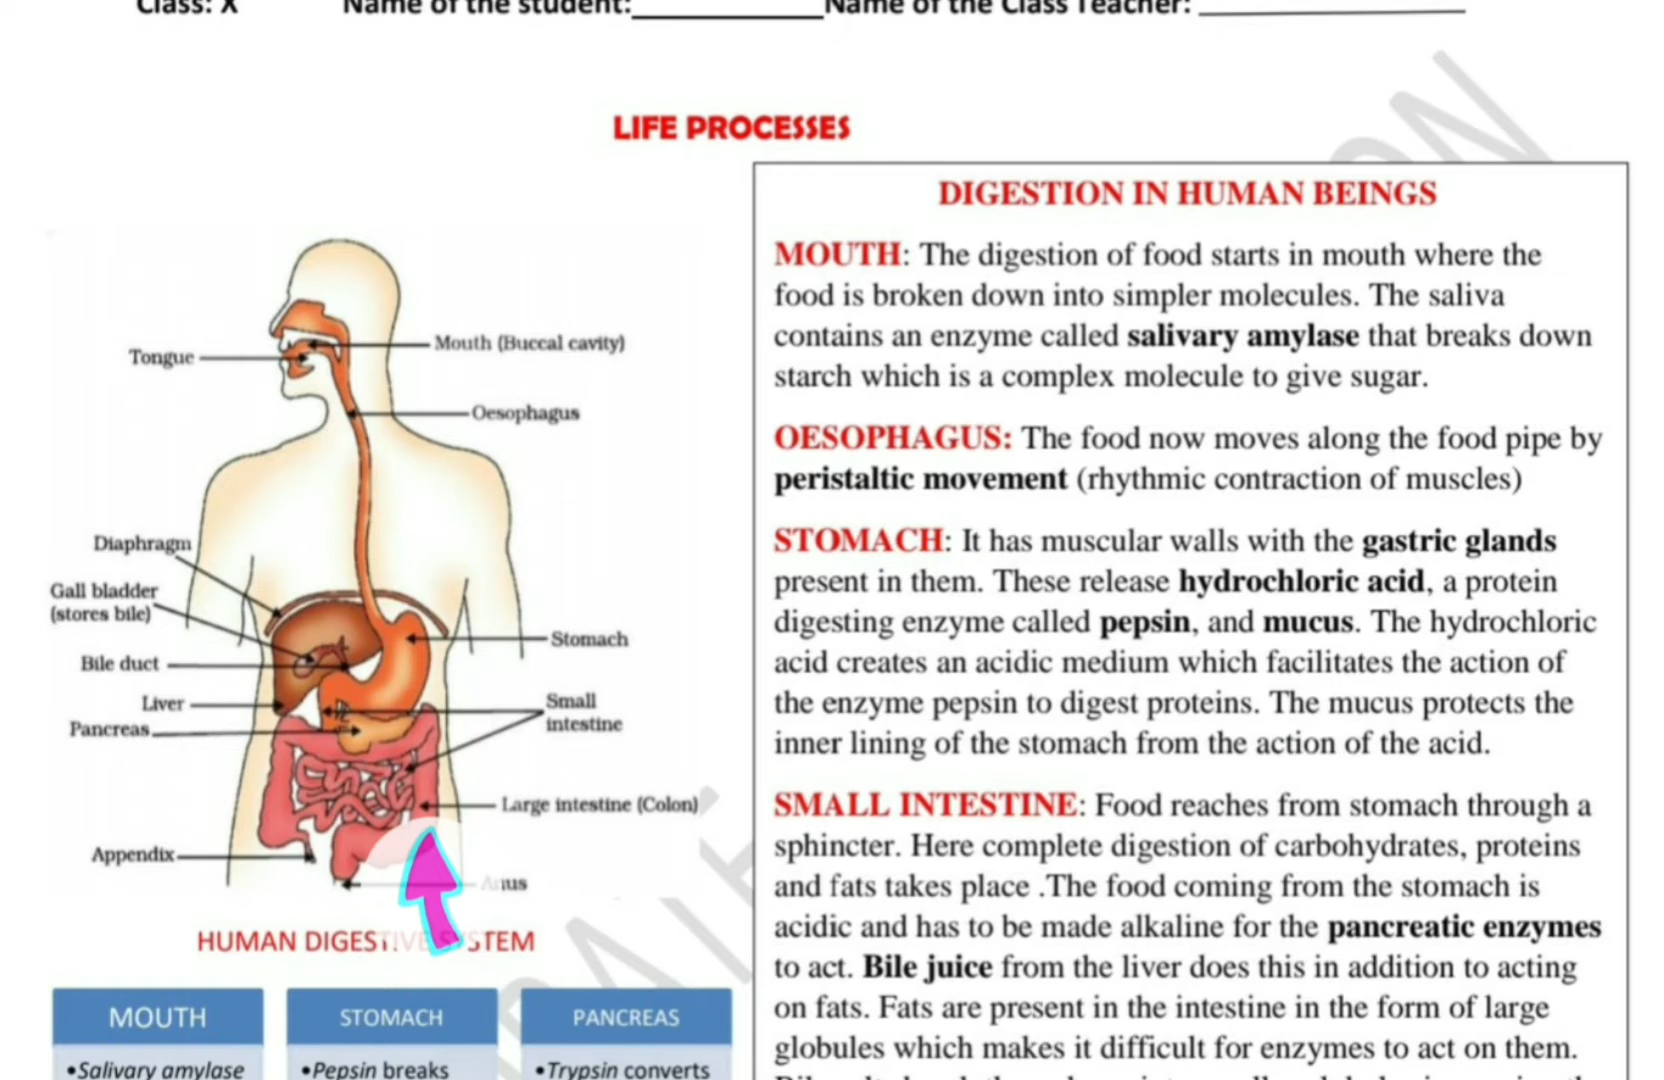 Class: X Name of the student:____________Name of the Class Teacher: ________________
LIFE PROCESSES
Tongue
Mouth (Buccal cavity)
Oesophagus
Diaphragm
Gall bladder
(stores bile)
Stomach
Bile duct
Liver
Small
intestine
Pancreas
Large intestine (Colon)
Appendix
Anus
HUMAN DIGESTIVE SYSTEM
MOUTH
•Salivary amylase
STOMACH
•Pepsin breaks
PANCREAS
•Trypsin converts
DIGESTION IN HUMAN BEINGS
MOUTH: The digestion of food starts in mouth where the
food is broken down into simpler molecules. The saliva
contains an enzyme called salivary amylase that breaks down
starch which is a complex molecule to give sugar.
OESOPHAGUS: The food now moves along the food pipe by
peristaltic movement (rhythmic contraction of muscles)
STOMACH: It has muscular walls with the gastric glands
present in them. These release hydrochloric acid, a protein
digesting enzyme called pepsin, and mucus. The hydrochloric
acid creates an acidic medium which facilitates the action of
the enzyme pepsin to digest proteins. The mucus protects the
inner lining of the stomach from the action of the acid.
SMALL INTESTINE: Food reaches from stomach through a
sphincter. Here complete digestion of carbohydrates, proteins
and fats takes place .The food coming from the stomach is
acidic and has to be made alkaline for the pancreatic enzymes
to act. Bile juice from the liver does this in addition to acting
on fats. Fats are present in the intestine in the form of large
globules which makes it difficult for enzymes to act on them.